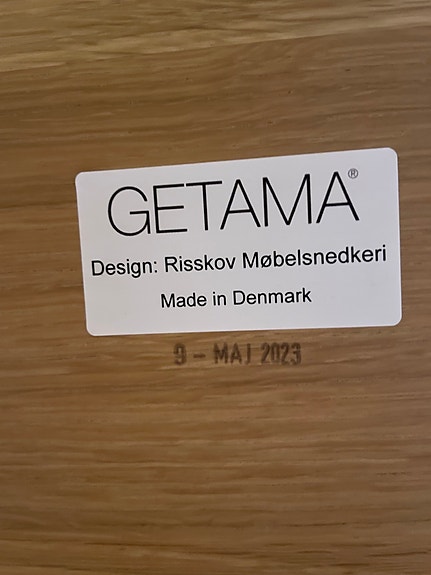 GETAMA®
Design: Risskov Møbelsnedkeri
Made in Denmark
9 - MAJ 2023